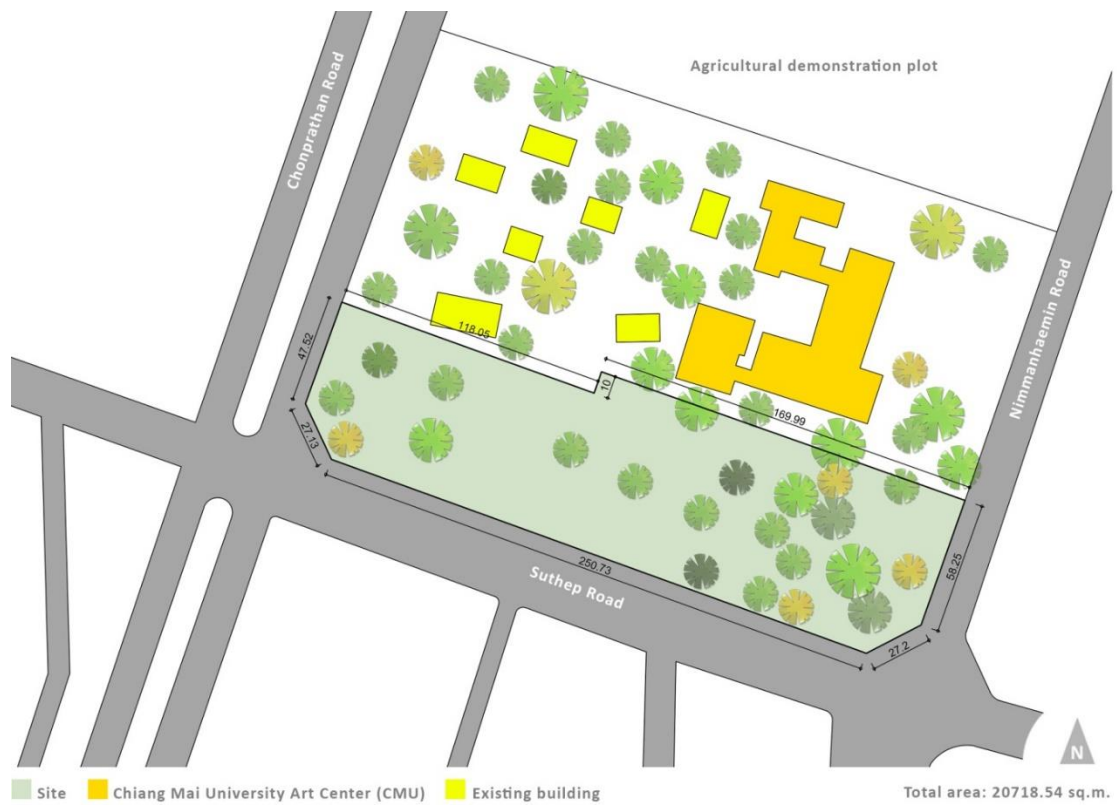 Agricultural demonstration plot
Chonprathan Road
Nimmanhaemin Road
118.05
47.52
10
169.99
27.13
250.73
58.25
Suthep Road
27.2
N
Site
Chiang Mai University Art Center (CMU)
Existing building
Total area: 20718.54 sq.m.